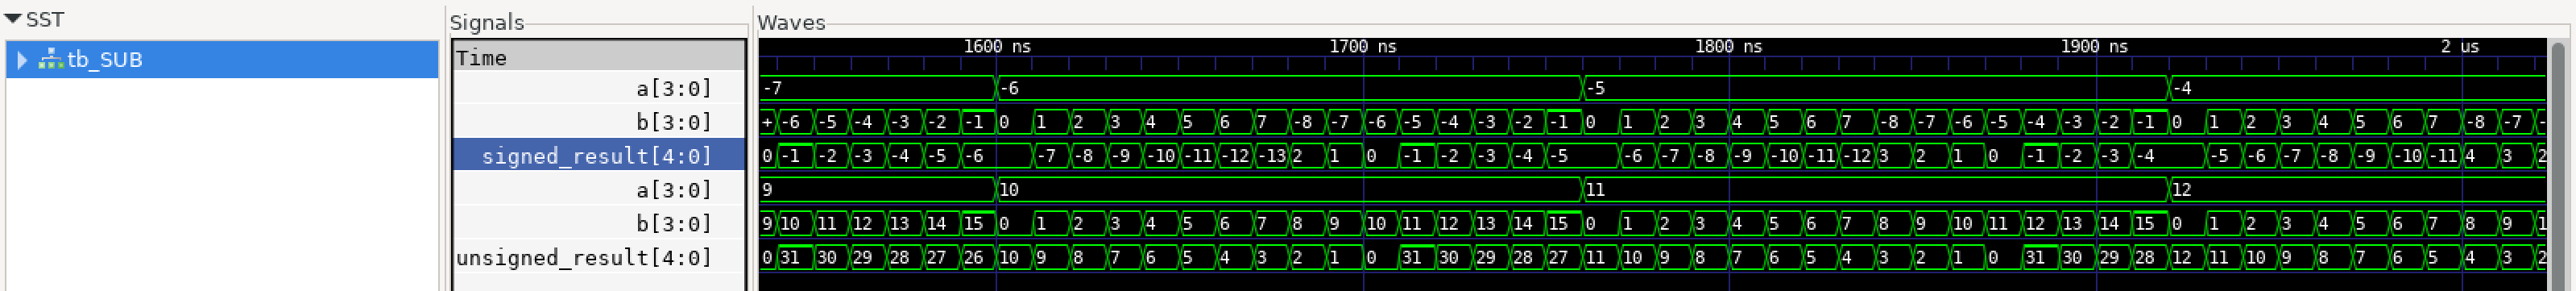 SST
Signals
Waves
tb_SUB
Time
1600 ns 1700 ns 1800 ns 1900 ns 2 us
a[3:0] -7 -6 -5 -4
b[3:0] + -6 -5 -4 -3 -2 -1 0 1 2 3 4 5 6 7 -8 -7 -6 -5 -4 -3 -2 -1 0 1 2 3 4 5 6 7 -8 -7 -6 -5 -4 -3 -2 -1 0 1 2 3 4 5 6 7 -8 -7 -
signed_result[4:0] 0 -1 -2 -3 -4 -5 -6 -7 -8 -9 -10 -11 -12 -13 2 1 0 -1 -2 -3 -4 -5 -6 -7 -8 -9 -10 -11 -12 3 2 1 0 -1 -2 -3 -4 -5 -6 -7 -8 -9 -10 -11 4 3 2
a[3:0] 9 10 11 12
b[3:0] 9 10 11 12 13 14 15 0 1 2 3 4 5 6 7 8 9 10 11 12 13 14 15 0 1 2 3 4 5 6 7 8 9 10 11 12 13 14 15 0 1 2 3 4 5 6 7 8 9 1
unsigned_result[4:0] 0 31 30 29 28 27 26 10 9 8 7 6 5 4 3 2 1 0 31 30 29 28 27 11 10 9 8 7 6 5 4 3 2 1 0 31 30 29 28 12 11 10 9 8 7 6 5 4 3 2